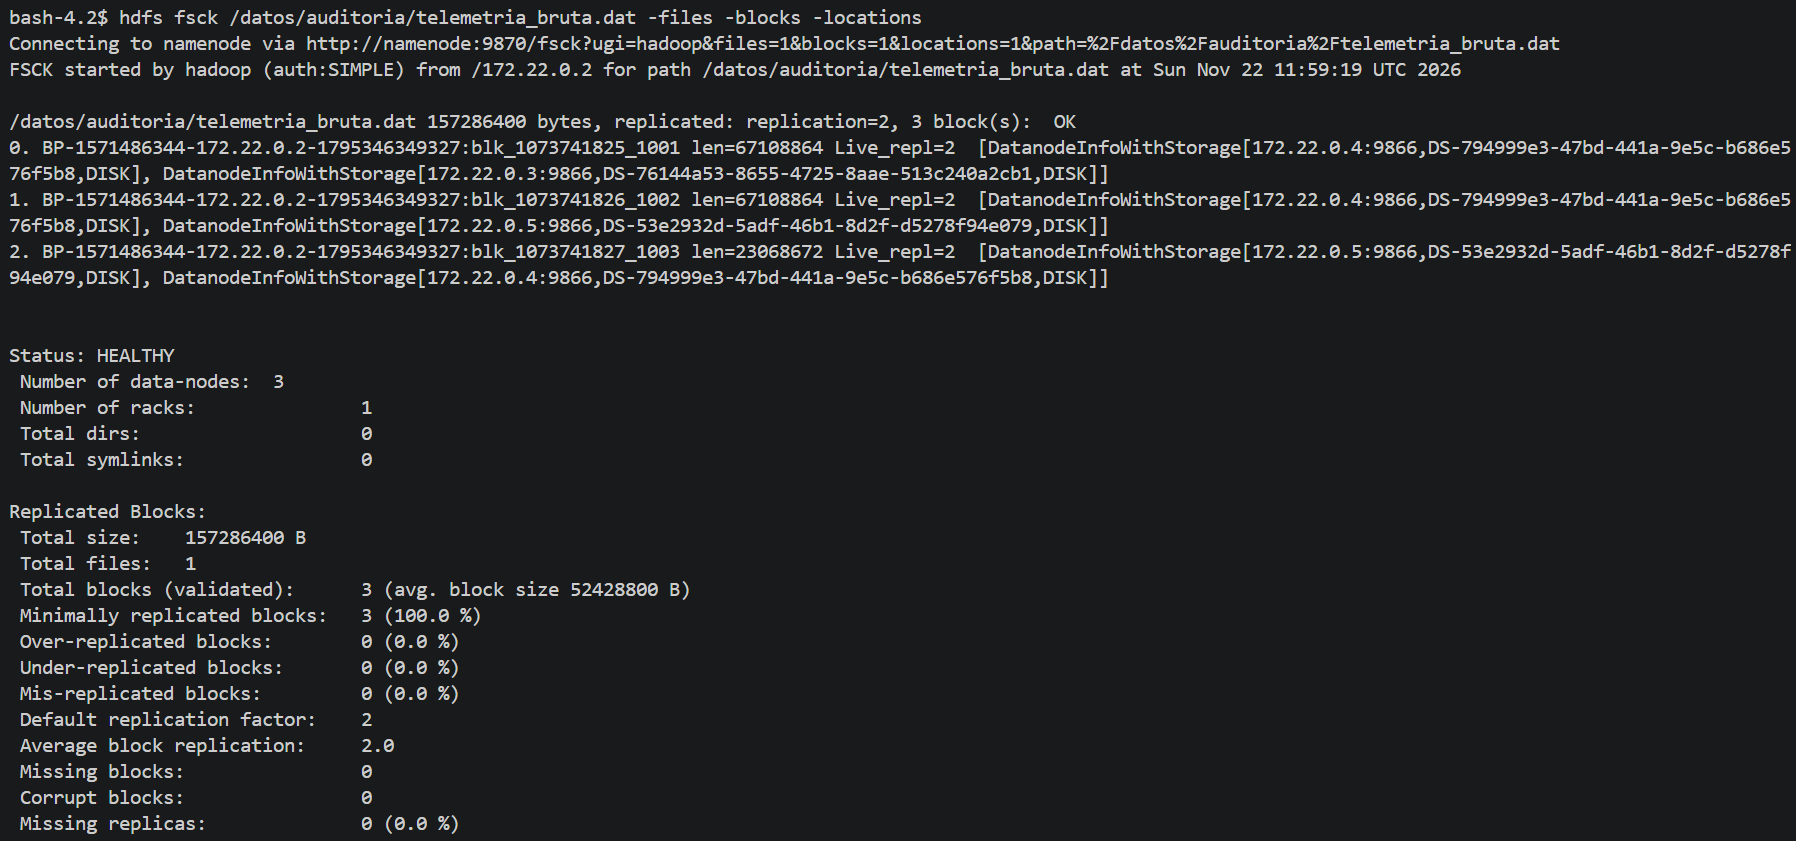 bash-4.2$ hdfs fsck /datos/auditoria/telemetria_bruta.dat -files -blocks -locations
Connecting to namenode via http://namenode:9870/fsck?ugi=hadoop&files=1&blocks=1&locations=1&path=%2Fdatos%2Fauditoria%2Ftelemetria_bruta.dat
FSCK started by hadoop (auth:SIMPLE) from /172.22.0.2 for path /datos/auditoria/telemetria_bruta.dat at Sun Nov 22 11:59:19 UTC 2026
/datos/auditoria/telemetria_bruta.dat 157286400 bytes, replicated: replication=2, 3 block(s):  OK
0. BP-1571486344-172.22.0.2-1795346349327:blk_1073741825_1001 len=67108864 Live_repl=2  [DatanodeInfoWithStorage[172.22.0.4:9866,DS-794999e3-47bd-441a-9e5c-b686e5
76f5b8,DISK], DatanodeInfoWithStorage[172.22.0.3:9866,DS-76144a53-8655-4725-8aae-513c240a2cb1,DISK]]
1. BP-1571486344-172.22.0.2-1795346349327:blk_1073741826_1002 len=67108864 Live_repl=2  [DatanodeInfoWithStorage[172.22.0.4:9866,DS-794999e3-47bd-441a-9e5c-b686e5
76f5b8,DISK], DatanodeInfoWithStorage[172.22.0.5:9866,DS-53e2932d-5adf-46b1-8d2f-d5278f94e079,DISK]]
2. BP-1571486344-172.22.0.2-1795346349327:blk_1073741827_1003 len=23068672 Live_repl=2  [DatanodeInfoWithStorage[172.22.0.5:9866,DS-53e2932d-5adf-46b1-8d2f-d5278f
94e079,DISK], DatanodeInfoWithStorage[172.22.0.4:9866,DS-794999e3-47bd-441a-9e5c-b686e576f5b8,DISK]]
Status: HEALTHY
Number of data-nodes:  3
Number of racks: 1
Total dirs: 0
Total symlinks: 0
Replicated Blocks:
Total size: 157286400 B
Total files: 1
Total blocks (validated): 3 (avg. block size 52428800 B)
Minimally replicated blocks: 3 (100.0 %)
Over-replicated blocks: 0 (0.0 %)
Under-replicated blocks: 0 (0.0 %)
Mis-replicated blocks: 0 (0.0 %)
Default replication factor: 2
Average block replication: 2.0
Missing blocks: 0
Corrupt blocks: 0
Missing replicas: 0 (0.0 %)